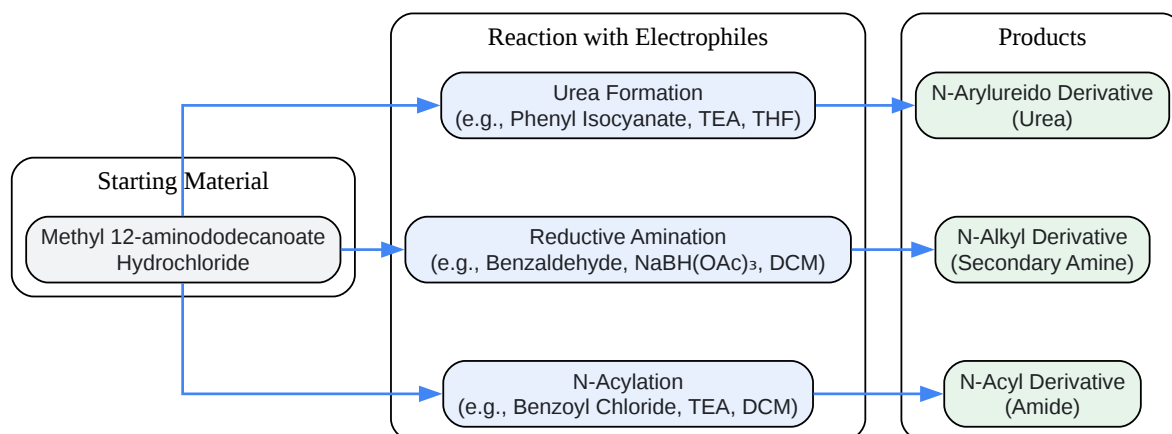 Reaction with Electrophiles
Products
Urea Formation
(e.g., Phenyl Isocyanate, TEA, THF)
N-Arylureido Derivative
(Urea)
Starting Material
Methyl 12-aminododecanoate
Hydrochloride
Reductive Amination
(e.g., Benzaldehyde, NaBH(OAc)₃, DCM)
N-Alkyl Derivative
(Secondary Amine)
N-Acylation
(e.g., Benzoyl Chloride, TEA, DCM)
N-Acyl Derivative
(Amide)